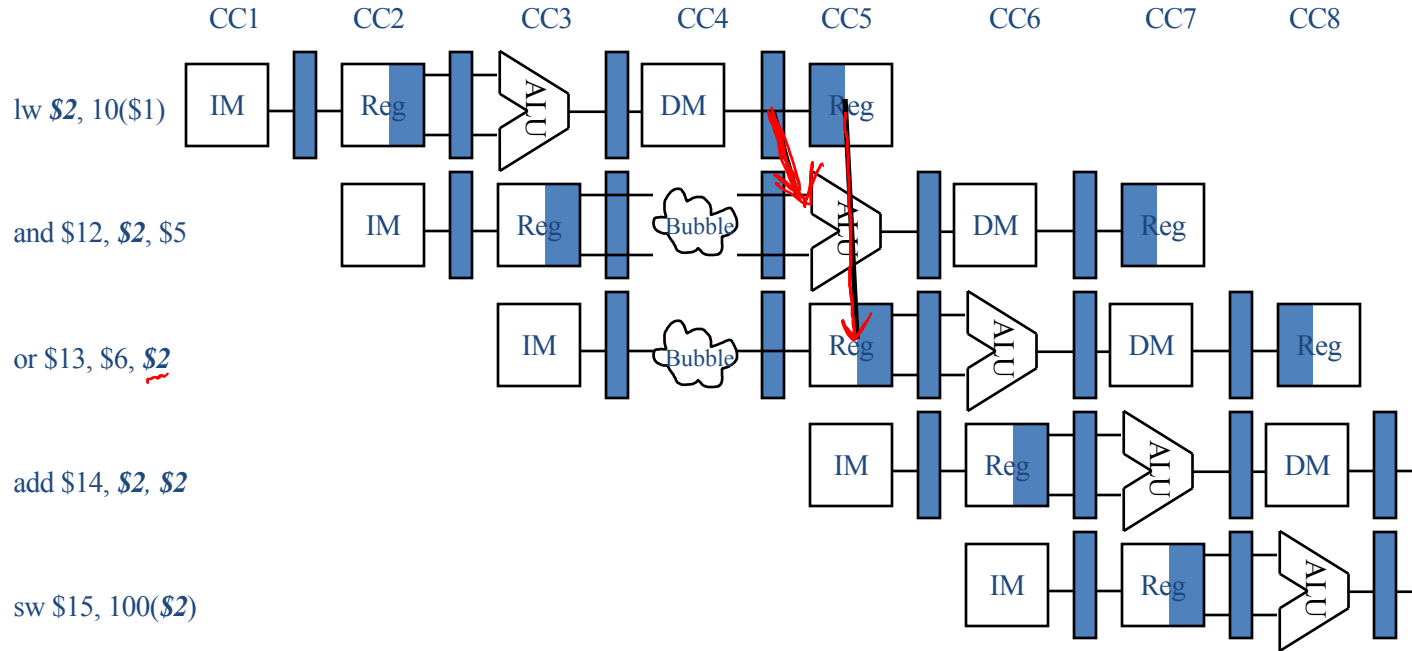 CC1 CC2 CC3 CC4 CC5 CC6 CC7 CC8
lw $2, 10($1) IM Reg ALU DM Reg
and $12, $2, $5 IM Reg Bubble ALU DM Reg
or $13, $6, $2 IM Bubble Reg ALU DM Reg
add $14, $2, $2 IM Reg ALU DM
sw $15, 100($2) IM Reg ALU